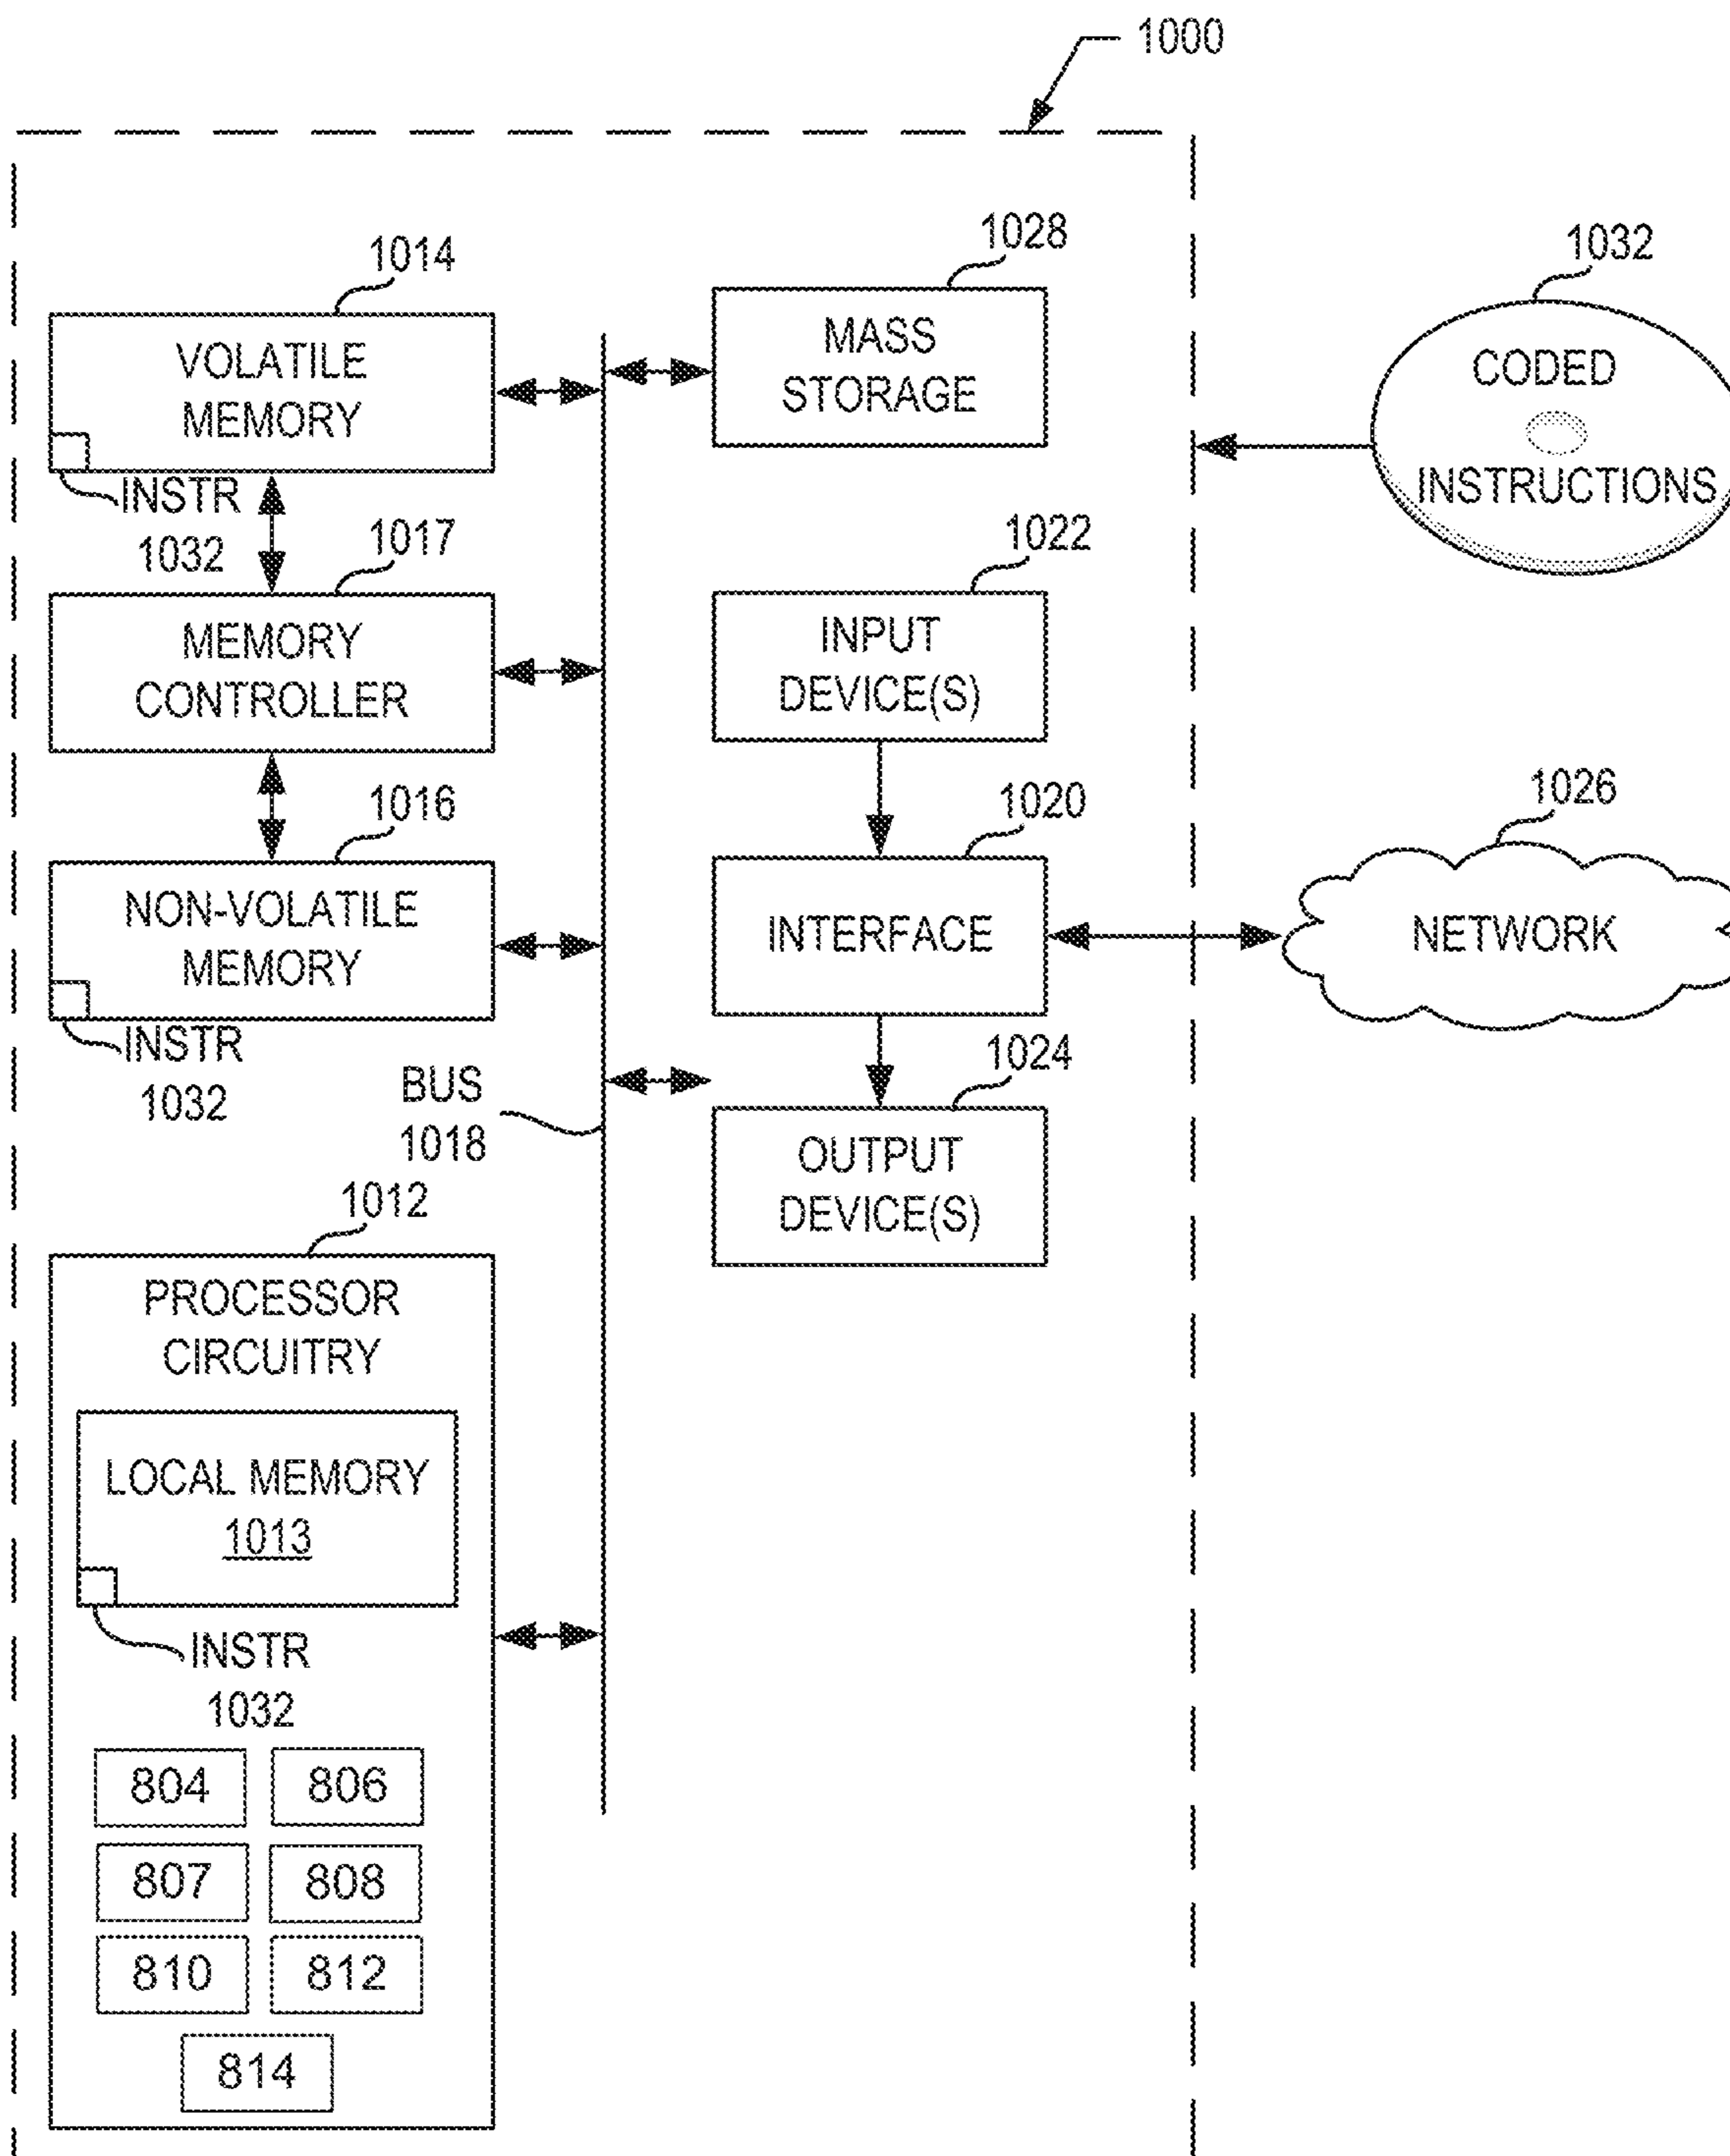 1000
1014
VOLATILE
MEMORY
INSTR
1032
1017
MEMORY
CONTROLLER
1016
NON-VOLATILE
MEMORY
INSTR
1032
BUS
1018
1012
PROCESSOR
CIRCUITRY
LOCAL MEMORY
1013
INSTR
1032
804
806
807
808
810
812
814
1028
MASS
STORAGE
1022
INPUT
DEVICE(S)
1020
INTERFACE
1024
OUTPUT
DEVICE(S)
1032
CODED
INSTRUCTIONS
1026
NETWORK